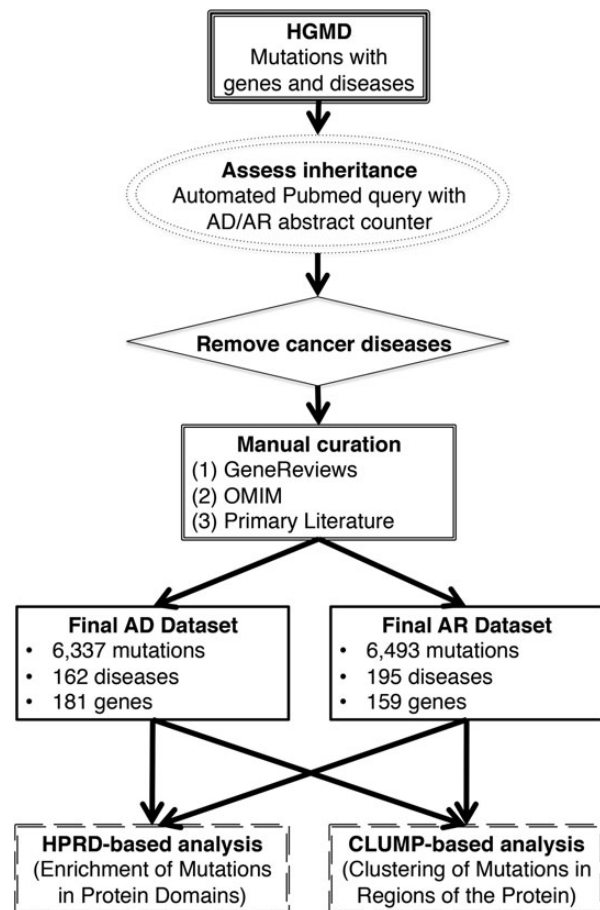 HGMD
Mutations with
genes and diseases
Assess inheritance
Automated Pubmed query with
AD/AR abstract counter
Remove cancer diseases
Manual curation
(1) GeneReviews
(2) OMIM
(3) Primary Literature
Final AD Dataset
• 6,337 mutations
• 162 diseases
• 181 genes
Final AR Dataset
• 6,493 mutations
• 195 diseases
• 159 genes
HPRD-based analysis
(Enrichment of Mutations
in Protein Domains)
CLUMP-based analysis
(Clustering of Mutations in
Regions of the Protein)